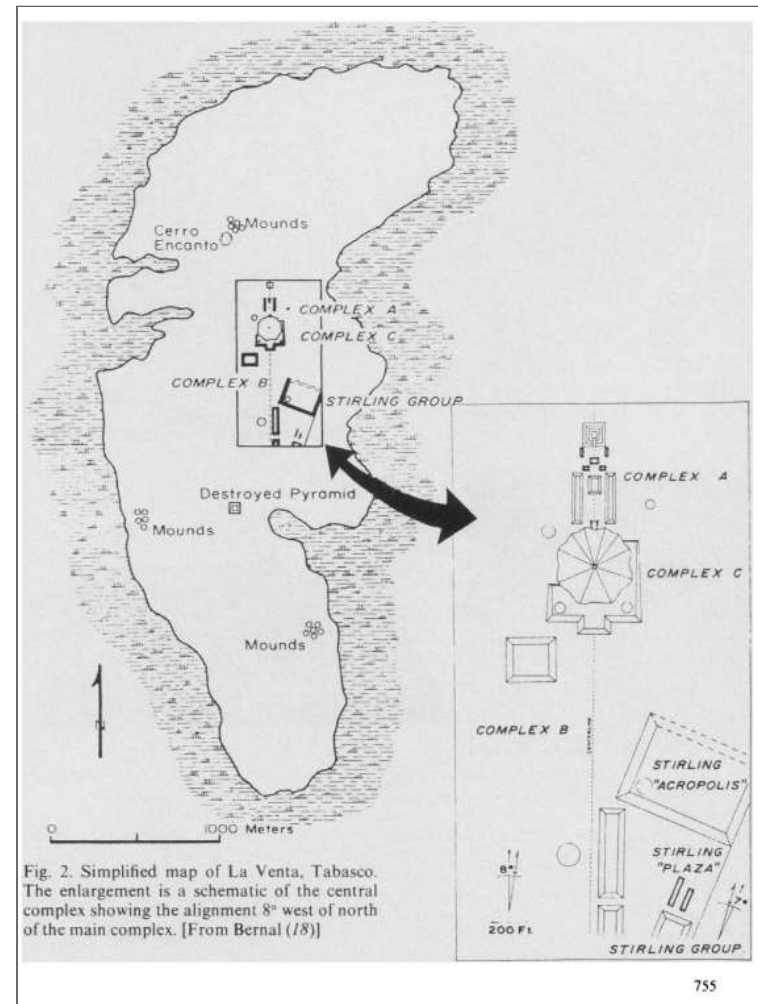 Cerro
Encanto
Mounds
COMPLEX A
COMPLEX C
COMPLEX B
STIRLING GROUP
Destroyed Pyramid
Mounds
Mounds
N
0 1000 Meters
COMPLEX A
COMPLEX C
COMPLEX B
CENTERLINE
STIRLING
"ACROPOLIS"
STIRLING
"PLAZA"
8°
7°
200 Ft.
STIRLING GROUP
Fig. 2. Simplified map of La Venta, Tabasco.
The enlargement is a schematic of the central
complex showing the alignment 8° west of north
of the main complex. [From Bernal (18)]
755